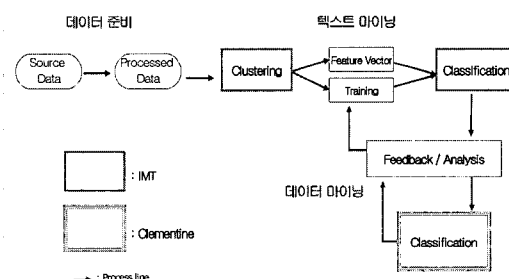 데이터 준비
텍스트 마이닝
Source
Data
Processed
Data
Clustering
Feature Vector
Training
Classification
Feedback / Analysis
데이터 마이닝
Classification
: IMT
: Clementine
: Process line